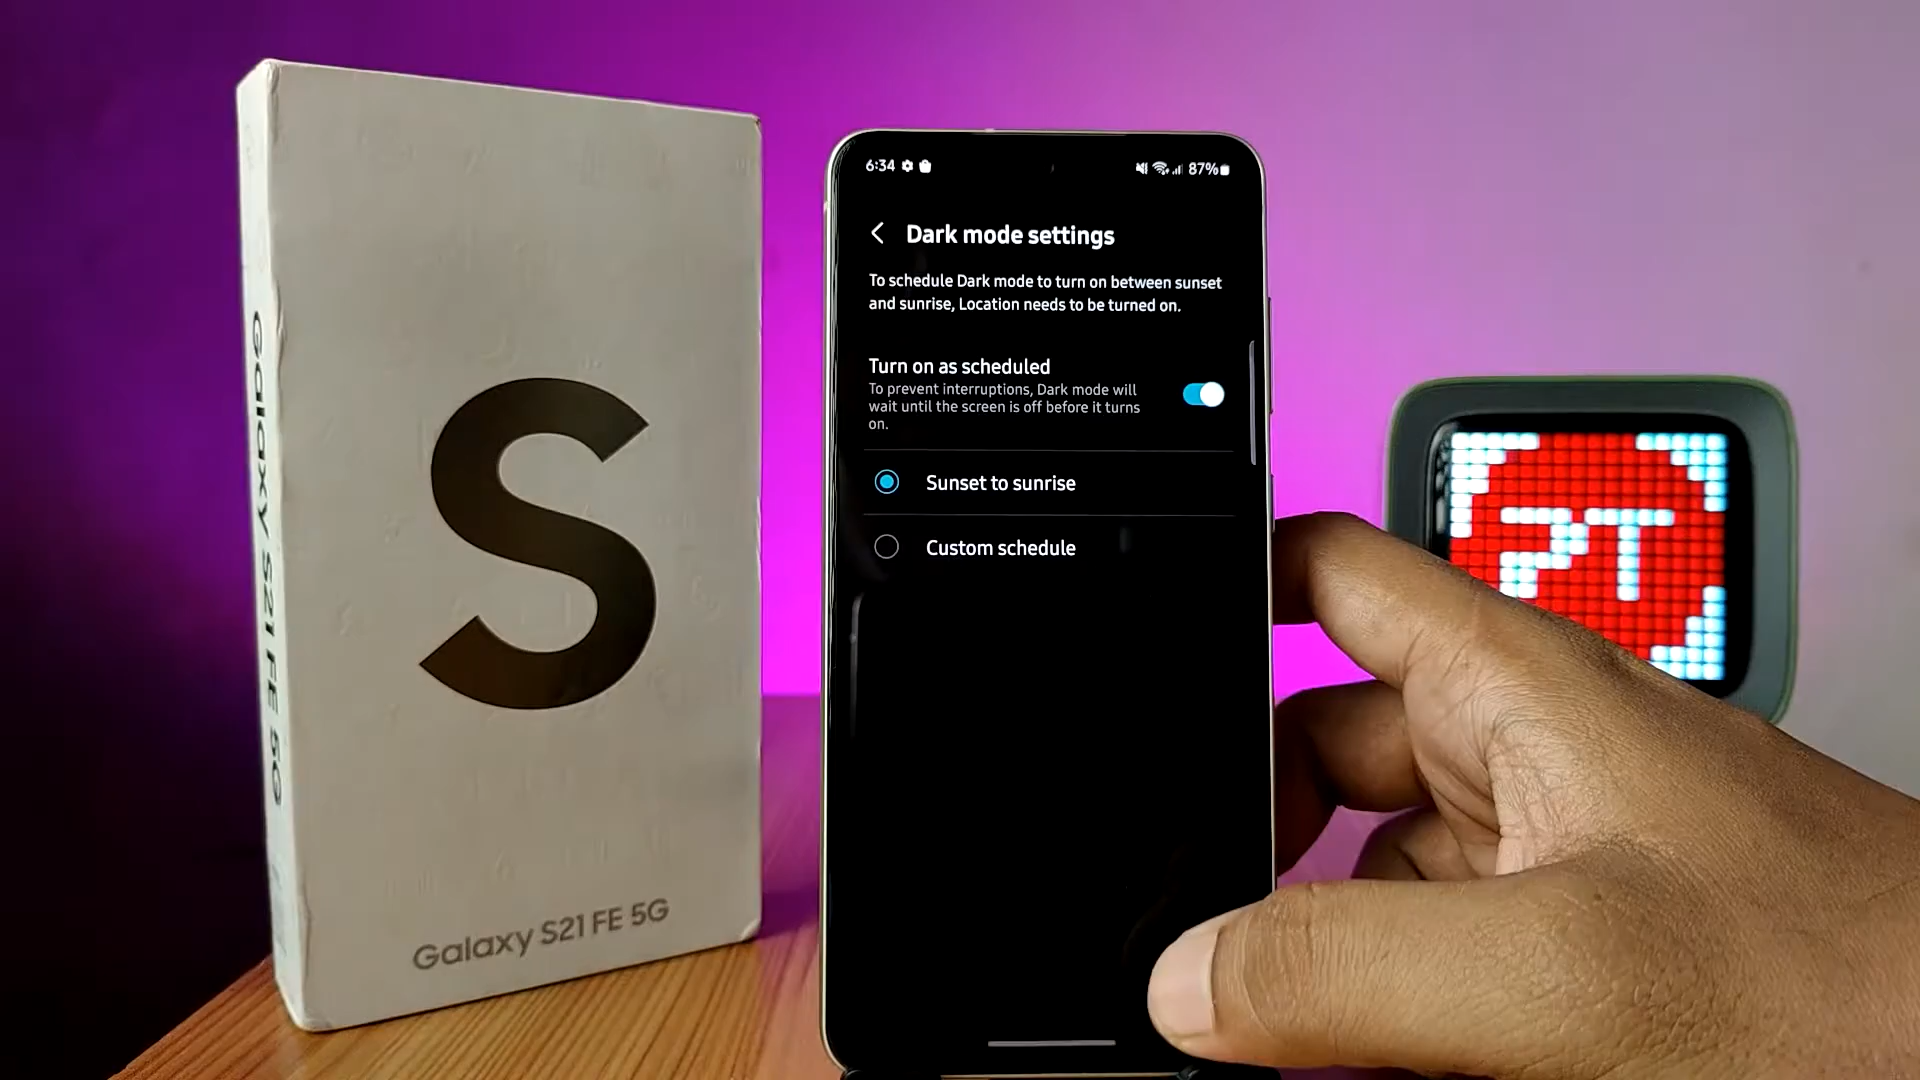 Galaxy S21 FE 5G
S
Galaxy S21 FE 5G
6:34
87%
Dark mode settings
To schedule Dark mode to turn on between sunset
and sunrise, Location needs to be turned on.
Turn on as scheduled
To prevent interruptions, Dark mode will
wait until the screen is off before it turns
on.
Sunset to sunrise
Custom schedule
PT